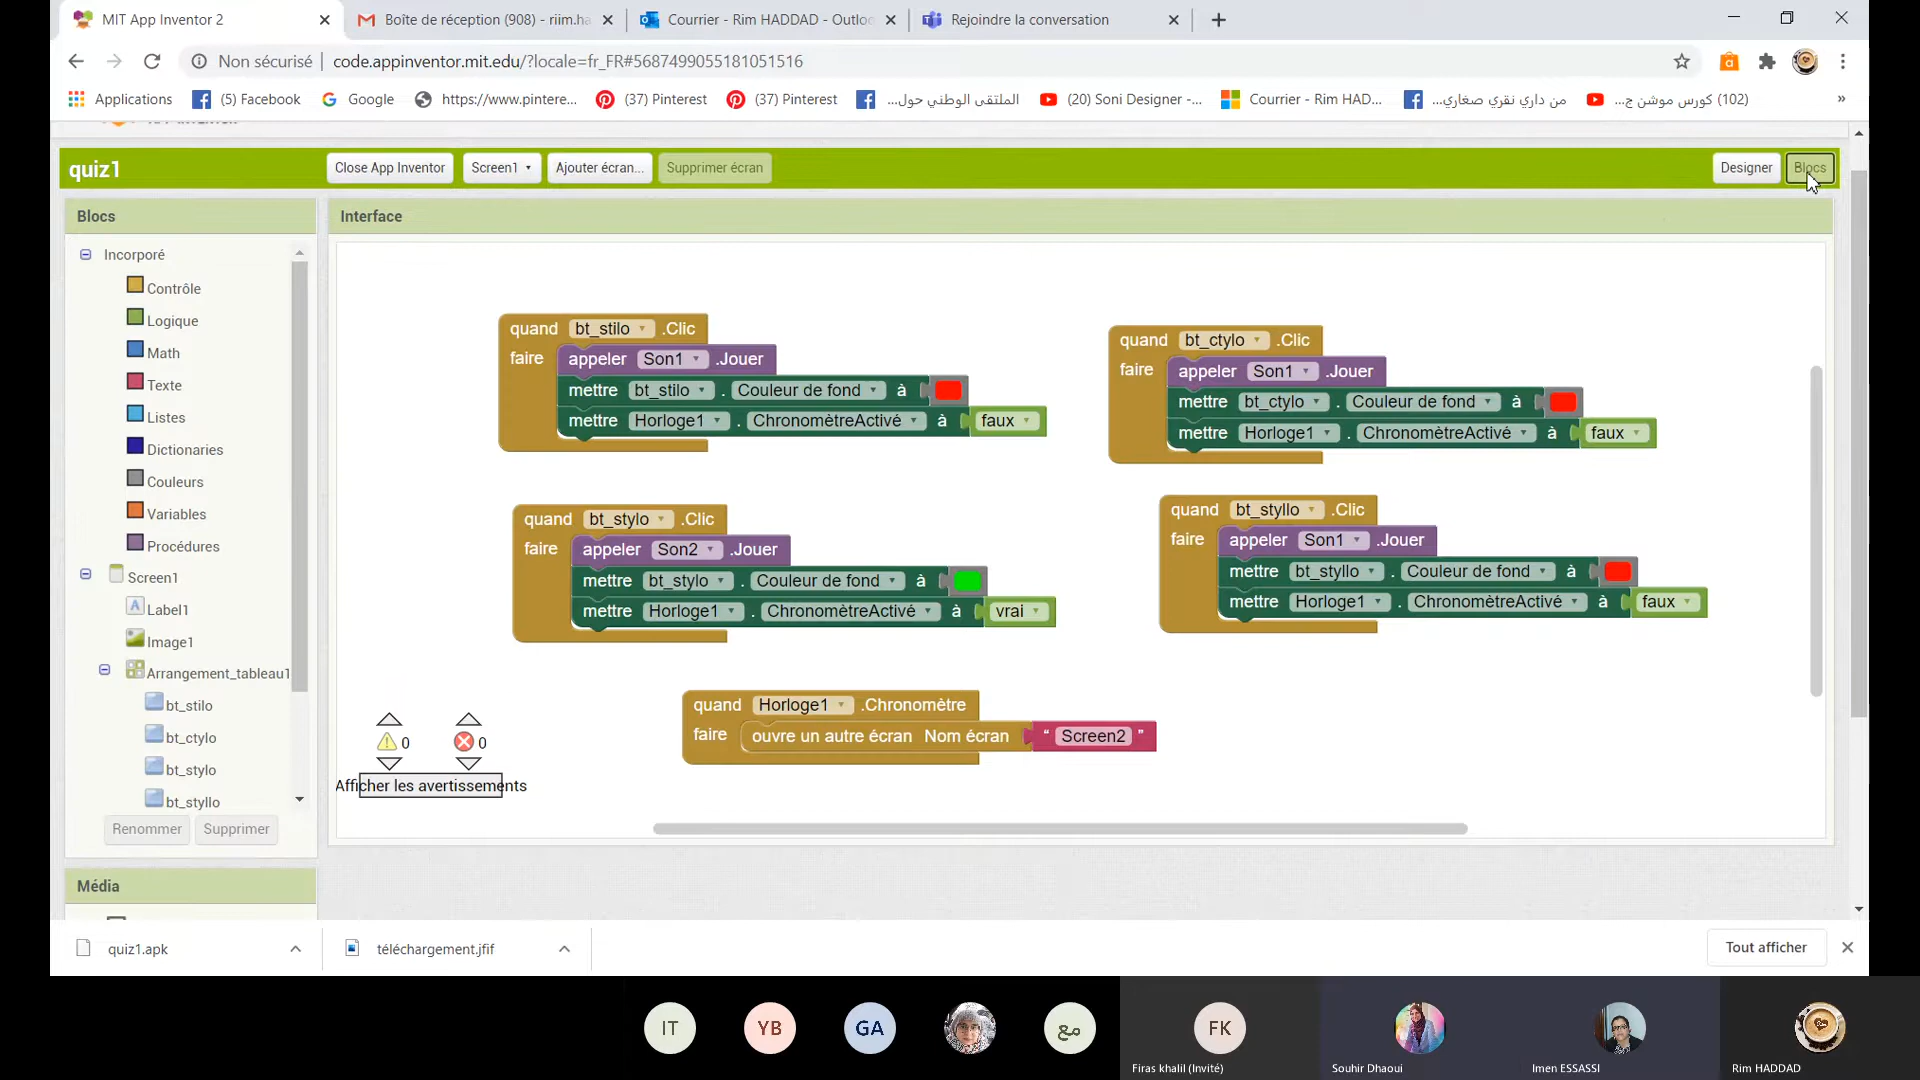 MIT App Inventor 2
Boîte de réception (908) - riim.ha
Courrier - Rim HADDAD - Outloo
Rejoindre la conversation
Non sécurisé | code.appinventor.mit.edu/?locale=fr_FR#5687499055181051516
Applications
(5) Facebook
Google
https://www.pintere...
(37) Pinterest
(37) Pinterest
الملتقى الوطني حول...
(20) Soni Designer -...
Courrier - Rim HAD...
من داري نقري صغاري...
(102) كورس موشن ج...
»
quiz1
Close App Inventor
Screen1
Ajouter écran...
Supprimer écran
Designer
Blocs
Blocs
Interface
Incorporé
Contrôle
Logique
Math
Texte
Listes
Dictionaries
Couleurs
Variables
Procédures
Screen1
Label1
Image1
Arrangement_tableau1
bt_stilo
bt_ctylo
bt_stylo
bt_styllo
Renommer
Supprimer
Média
quand bt_stilo .Clic
faire appeler Son1 .Jouer
mettre bt_stilo . Couleur de fond à
mettre Horloge1 . ChronomètreActivé à faux
quand bt_ctylo .Clic
faire appeler Son1 .Jouer
mettre bt_ctylo . Couleur de fond à
mettre Horloge1 . ChronomètreActivé à faux
quand bt_stylo .Clic
faire appeler Son2 .Jouer
mettre bt_stylo . Couleur de fond à
mettre Horloge1 . ChronomètreActivé à vrai
quand bt_styllo .Clic
faire appeler Son1 .Jouer
mettre bt_styllo . Couleur de fond à
mettre Horloge1 . ChronomètreActivé à faux
quand Horloge1 .Chronomètre
faire ouvre un autre écran Nom écran “ Screen2 ”
0 0
Afficher les avertissements
quiz1.apk
téléchargement.jfif
Tout afficher
IT
YB
GA
مع
FK
Firas khalil (Invité)
Souhir Dhaoui
Imen ESSASSI
Rim HADDAD